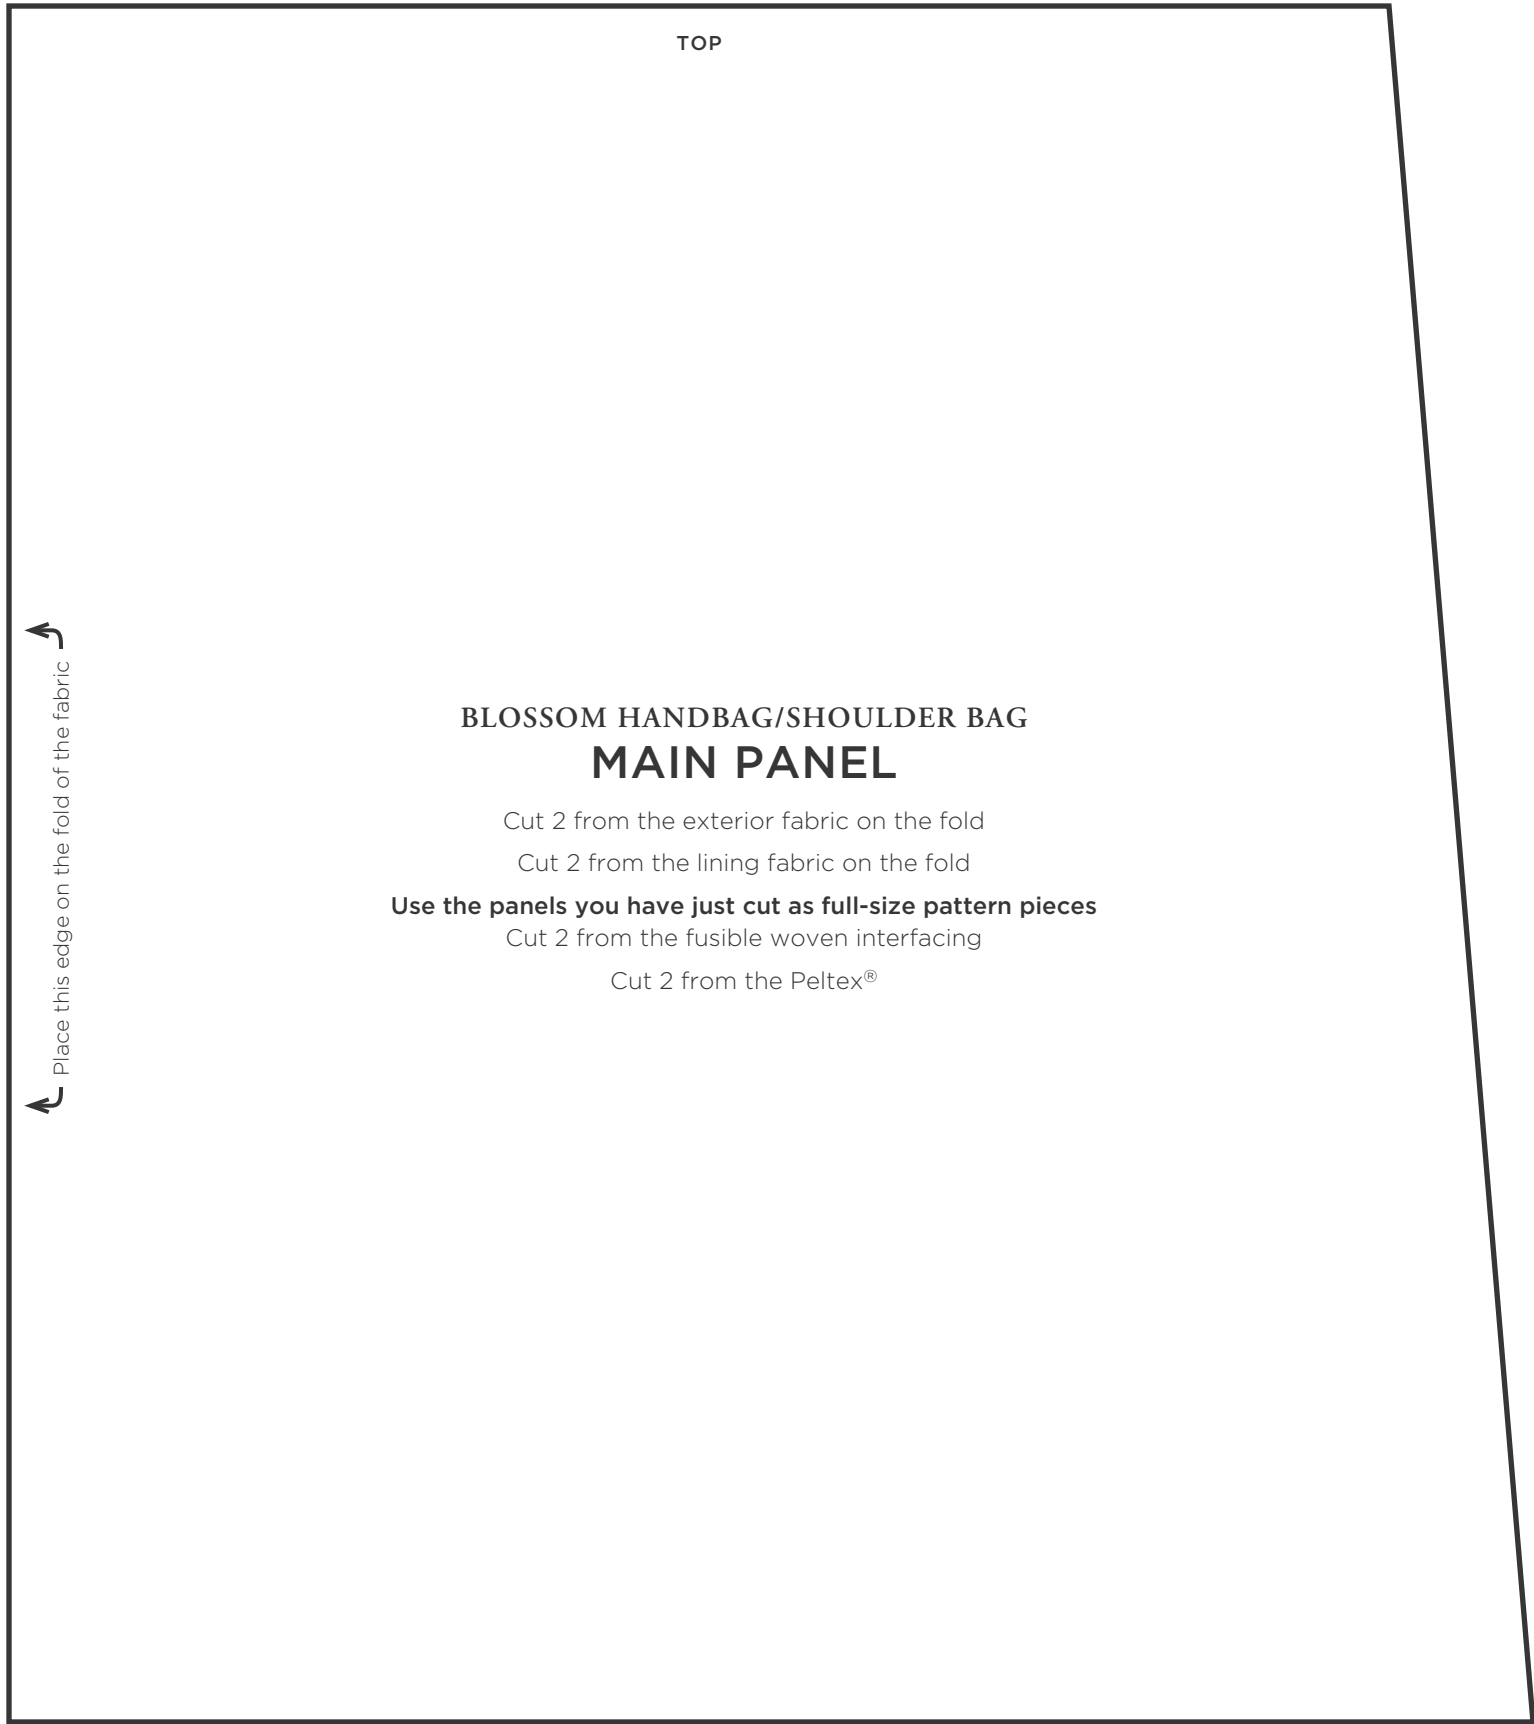 TOP
Place this edge on the fold of the fabric
BLOSSOM HANDBAG/SHOULDER BAG
MAIN PANEL
Cut 2 from the exterior fabric on the fold
Cut 2 from the lining fabric on the fold
Use the panels you have just cut as full-size pattern pieces
Cut 2 from the fusible woven interfacing
Cut 2 from the Peltex®